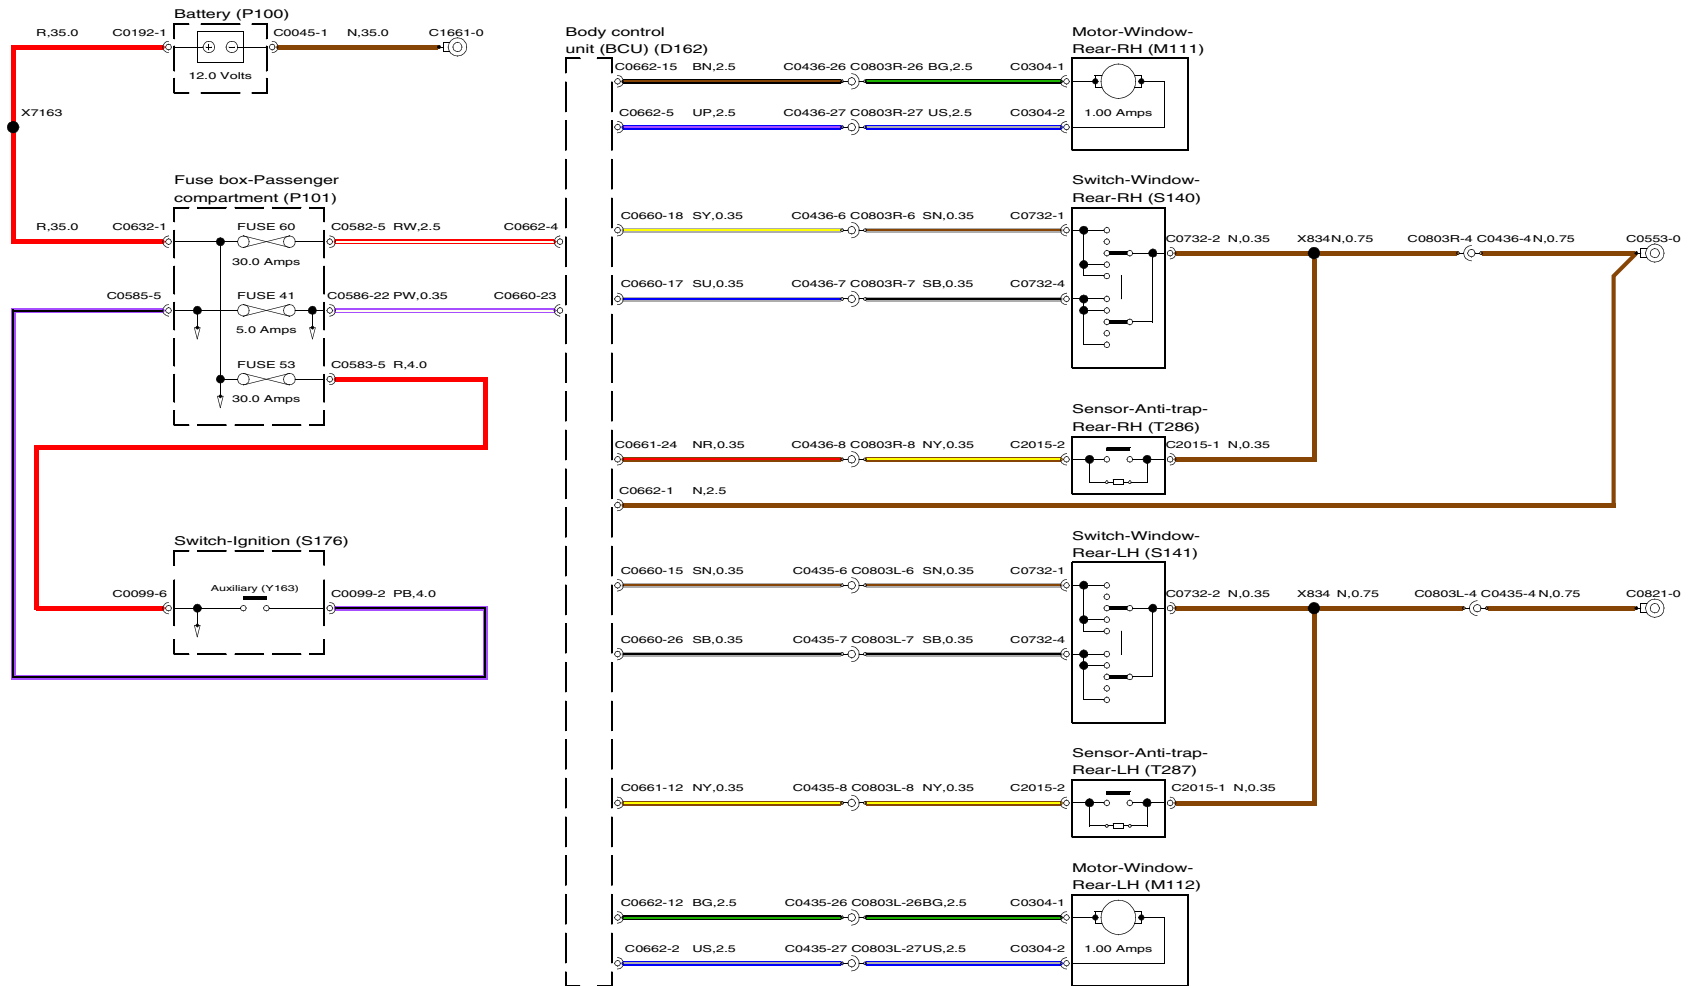 Battery (P100)
R,35.0 C0192-1 C0045-1 N,35.0 C1661-0
12.0 Volts
X7163
Fuse box-Passenger
compartment (P101)
R,35.0 C0632-1 FUSE 60 C0582-5 RW,2.5 C0662-4
30.0 Amps
C0585-5 FUSE 41 C0586-22 PW,0.35 C0660-23
5.0 Amps
FUSE 53 C0583-5 R,4.0
30.0 Amps
Switch-Ignition (S176)
C0099-6 Auxiliary (Y163) C0099-2 PB,4.0
Body control
unit (BCU) (D162)
Motor-Window-
Rear-RH (M111)
C0662-15 BN,2.5 C0436-26 C0803R-26 BG,2.5 C0304-1
C0662-5 UP,2.5 C0436-27 C0803R-27 US,2.5 C0304-2
1.00 Amps
Switch-Window-
Rear-RH (S140)
C0660-18 SY,0.35 C0436-6 C0803R-6 SN,0.35 C0732-1
C0732-2 N,0.35 X834 N,0.75 C0803R-4 C0436-4 N,0.75 C0553-0
C0660-17 SU,0.35 C0436-7 C0803R-7 SB,0.35 C0732-4
Sensor-Anti-trap-
Rear-RH (T286)
C0661-24 NR,0.35 C0436-8 C0803R-8 NY,0.35 C2015-2 C2015-1 N,0.35
C0662-1 N,2.5
Switch-Window-
Rear-LH (S141)
C0660-15 SN,0.35 C0435-6 C0803L-6 SN,0.35 C0732-1
C0732-2 N,0.35 X834 N,0.75 C0803L-4 C0435-4 N,0.75 C0821-0
C0660-26 SB,0.35 C0435-7 C0803L-7 SB,0.35 C0732-4
Sensor-Anti-trap-
Rear-LH (T287)
C0661-12 NY,0.35 C0435-8 C0803L-8 NY,0.35 C2015-2 C2015-1 N,0.35
Motor-Window-
Rear-LH (M112)
C0662-12 BG,2.5 C0435-26 C0803L-26 BG,2.5 C0304-1
C0662-2 US,2.5 C0435-27 C0803L-27 US,2.5 C0304-2
1.00 Amps